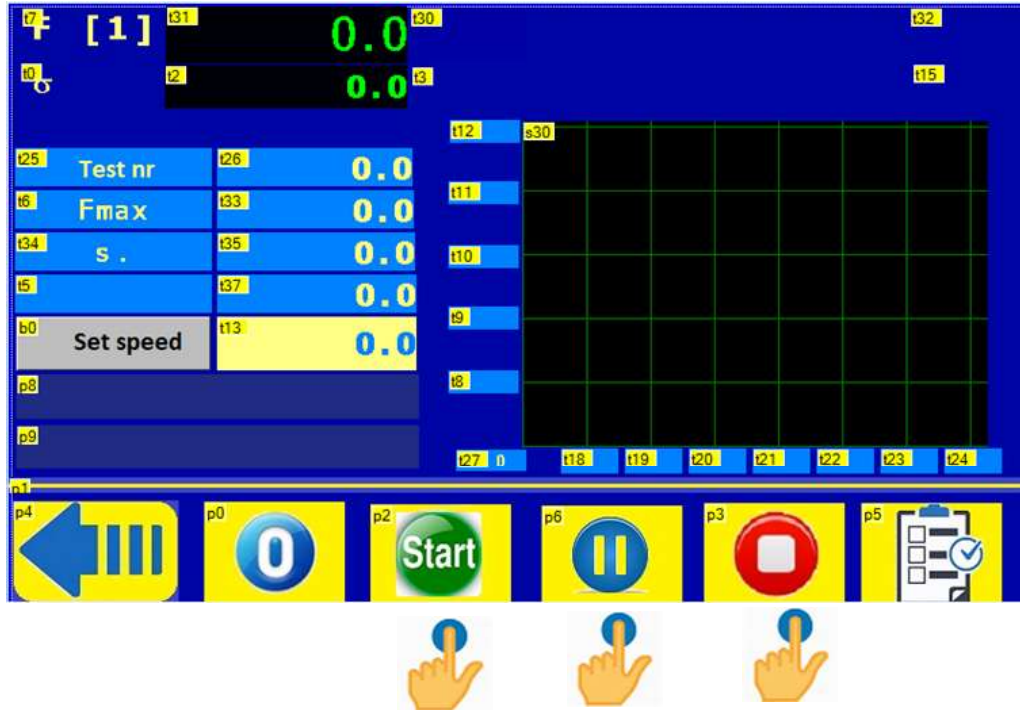 t7 F [1] t31 0.0 t30 t32
t0 σ t2 0.0 t3 t15
t12 s30
t25 Test nr t26 0.0
t6 Fmax t33 0.0 t11
t34 s . t35 0.0 t10
t5 t37 0.0
b0 Set speed t13 0.0 t9
p8 t8
p9
t27 0 t18 t19 t20 t21 t22 t23 t24
p1
p4 p0 0 p2 Start p6 p3 p5